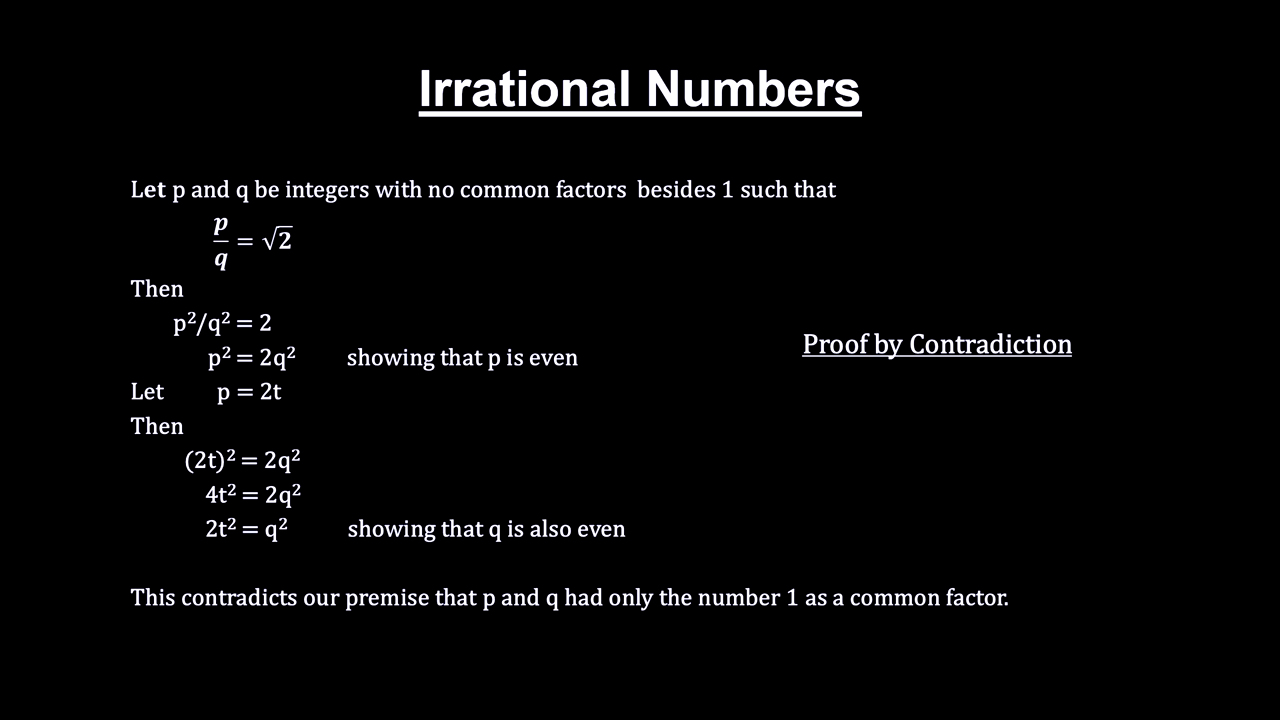 Irrational Numbers
Let p and q be integers with no common factors besides 1 such that
p/q = √2
Then
p²/q² = 2
p² = 2q² showing that p is even
Proof by Contradiction
Let p = 2t
Then
(2t)² = 2q²
4t² = 2q²
2t² = q² showing that q is also even
This contradicts our premise that p and q had only the number 1 as a common factor.